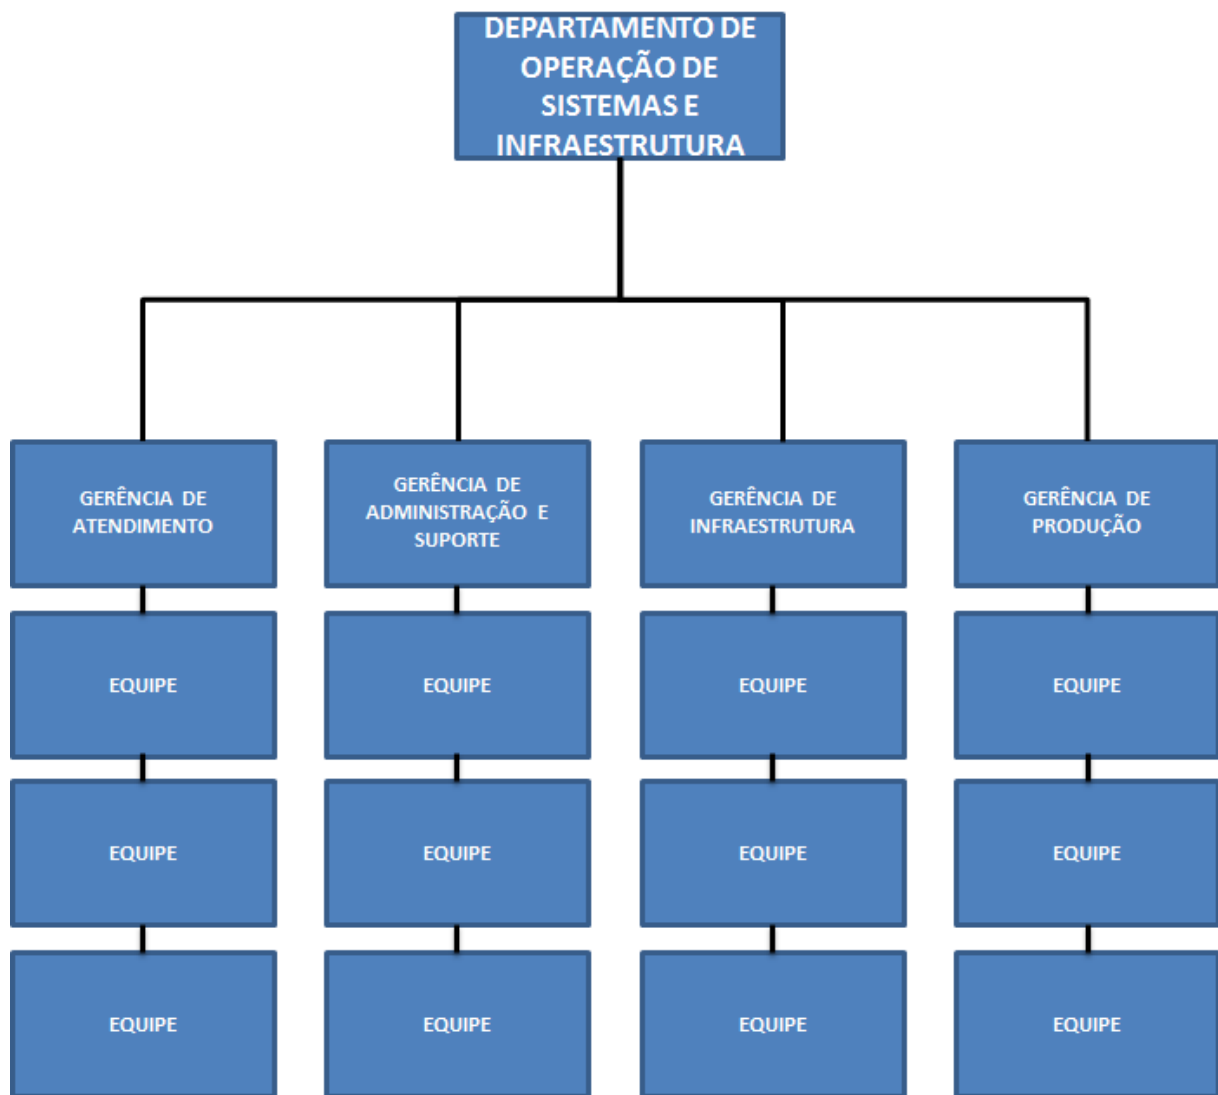 DEPARTAMENTO DE
OPERAÇÃO DE
SISTEMAS E
INFRAESTRUTURA
GERÊNCIA DE
ATENDIMENTO
GERÊNCIA DE
ADMINISTRAÇÃO E
SUPORTE
GERÊNCIA DE
INFRAESTRUTURA
GERÊNCIA DE
PRODUÇÃO
EQUIPE
EQUIPE
EQUIPE
EQUIPE
EQUIPE
EQUIPE
EQUIPE
EQUIPE
EQUIPE
EQUIPE
EQUIPE
EQUIPE